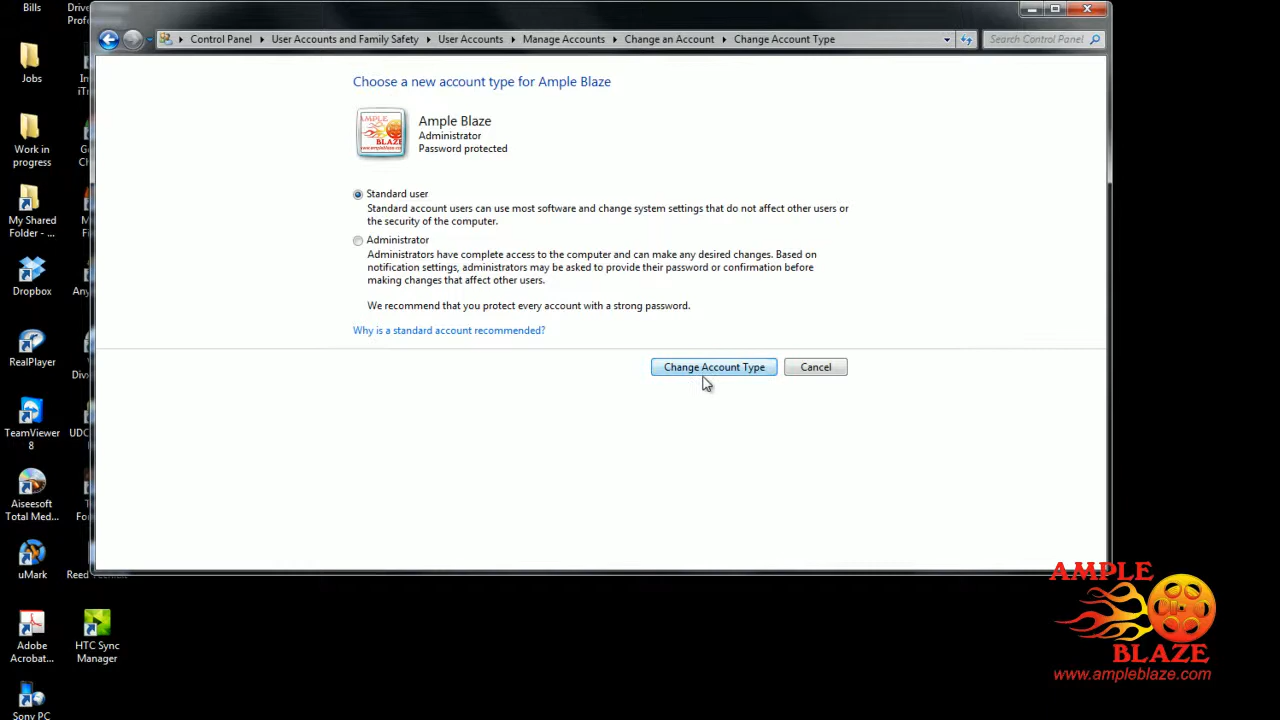 Bills
Drive
Profe
Control Panel User Accounts and Family Safety User Accounts Manage Accounts Change an Account Change Account Type
Search Control Panel
Choose a new account type for Ample Blaze
AMPLE
BLAZE
Ample Blaze
Administrator
Password protected
Standard user
Standard account users can use most software and change system settings that do not affect other users or
the security of the computer.
Administrator
Administrators have complete access to the computer and can make any desired changes. Based on
notification settings, administrators may be asked to provide their password or confirmation before
making changes that affect other users.
We recommend that you protect every account with a strong password.
Why is a standard account recommended?
Change Account Type
Cancel
Jobs
Work in
progress
My Shared
Folder - ...
Dropbox
RealPlayer
TeamViewer
8
UDC
Aiseesoft
Total Med...
uMark
Adobe
Acrobat...
HTC Sync
Manager
Sony PC
AMPLE
BLAZE
www.ampleblaze.com